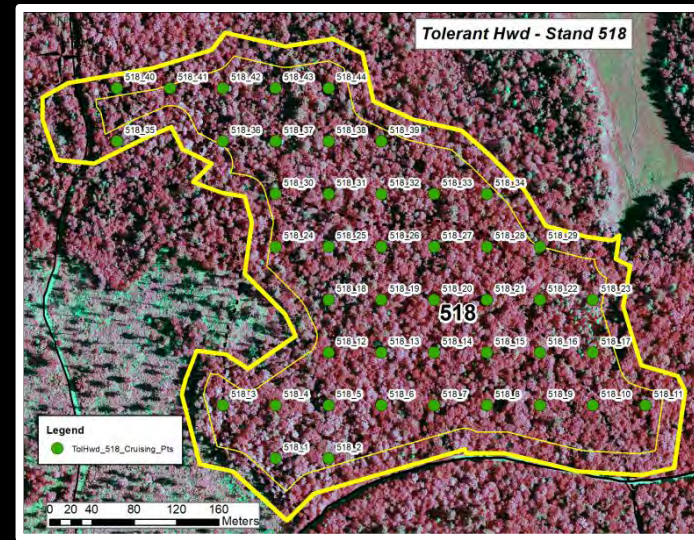 Tolerant Hwd - Stand 518
518_40 518_41 518_42 518_43 518_44
518_35 518_36 518_37 518_38 518_39
518_30 518_31 518_32 518_33 518_34
518_24 518_25 518_26 518_27 518_28 518_29
518_18 518_19 518_20 518_21 518_22 518_23
518
518_12 518_13 518_14 518_15 518_16 518_17
518_3 518_4 518_5 518_6 518_7 518_8 518_9 518_10 518_11
518_1 518_2
Legend
TolHwd_518_Cruising_Pts
0 20 40 80 120 160
Meters